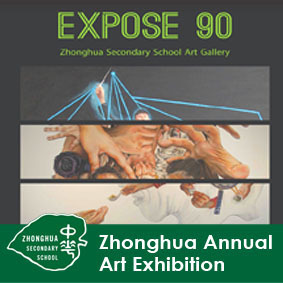 EXPOSE 90
Zhonghua Secondary School Art Gallery
ZHONGHUA
SECONDARY
SCHOOL
中华
Zhonghua Annual
Art Exhibition